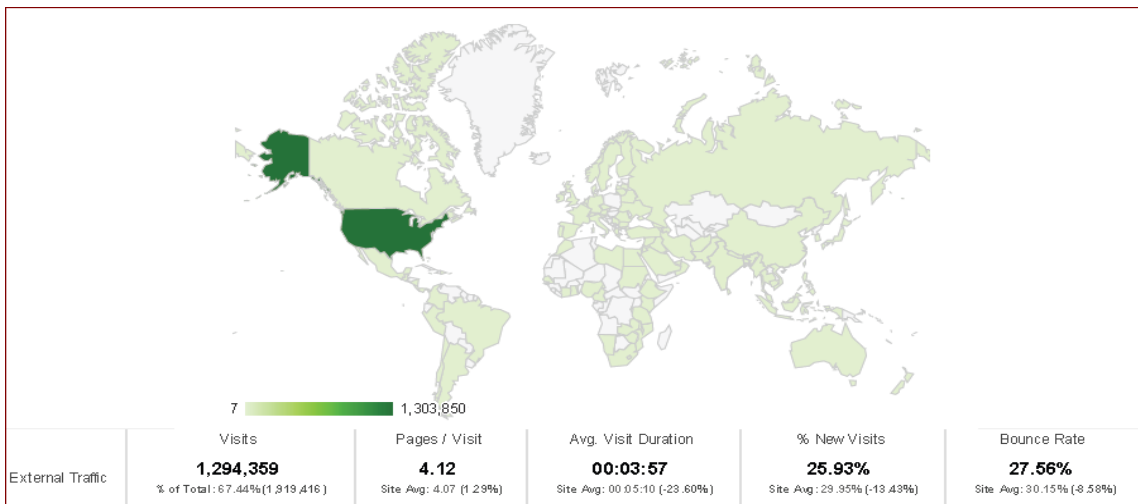 7 1,303,850
Visits Pages / Visit Avg. Visit Duration % New Visits Bounce Rate
External Traffic 1,294,359 4.12 00:03:57 25.93% 27.56%
% of Total: 67.44% (1,919,416) Site Avg: 4.07 (1.29%) Site Avg: 00:05:10 (-23.60%) Site Avg: 29.95% (-13.43%) Site Avg: 30.15% (-8.58%)